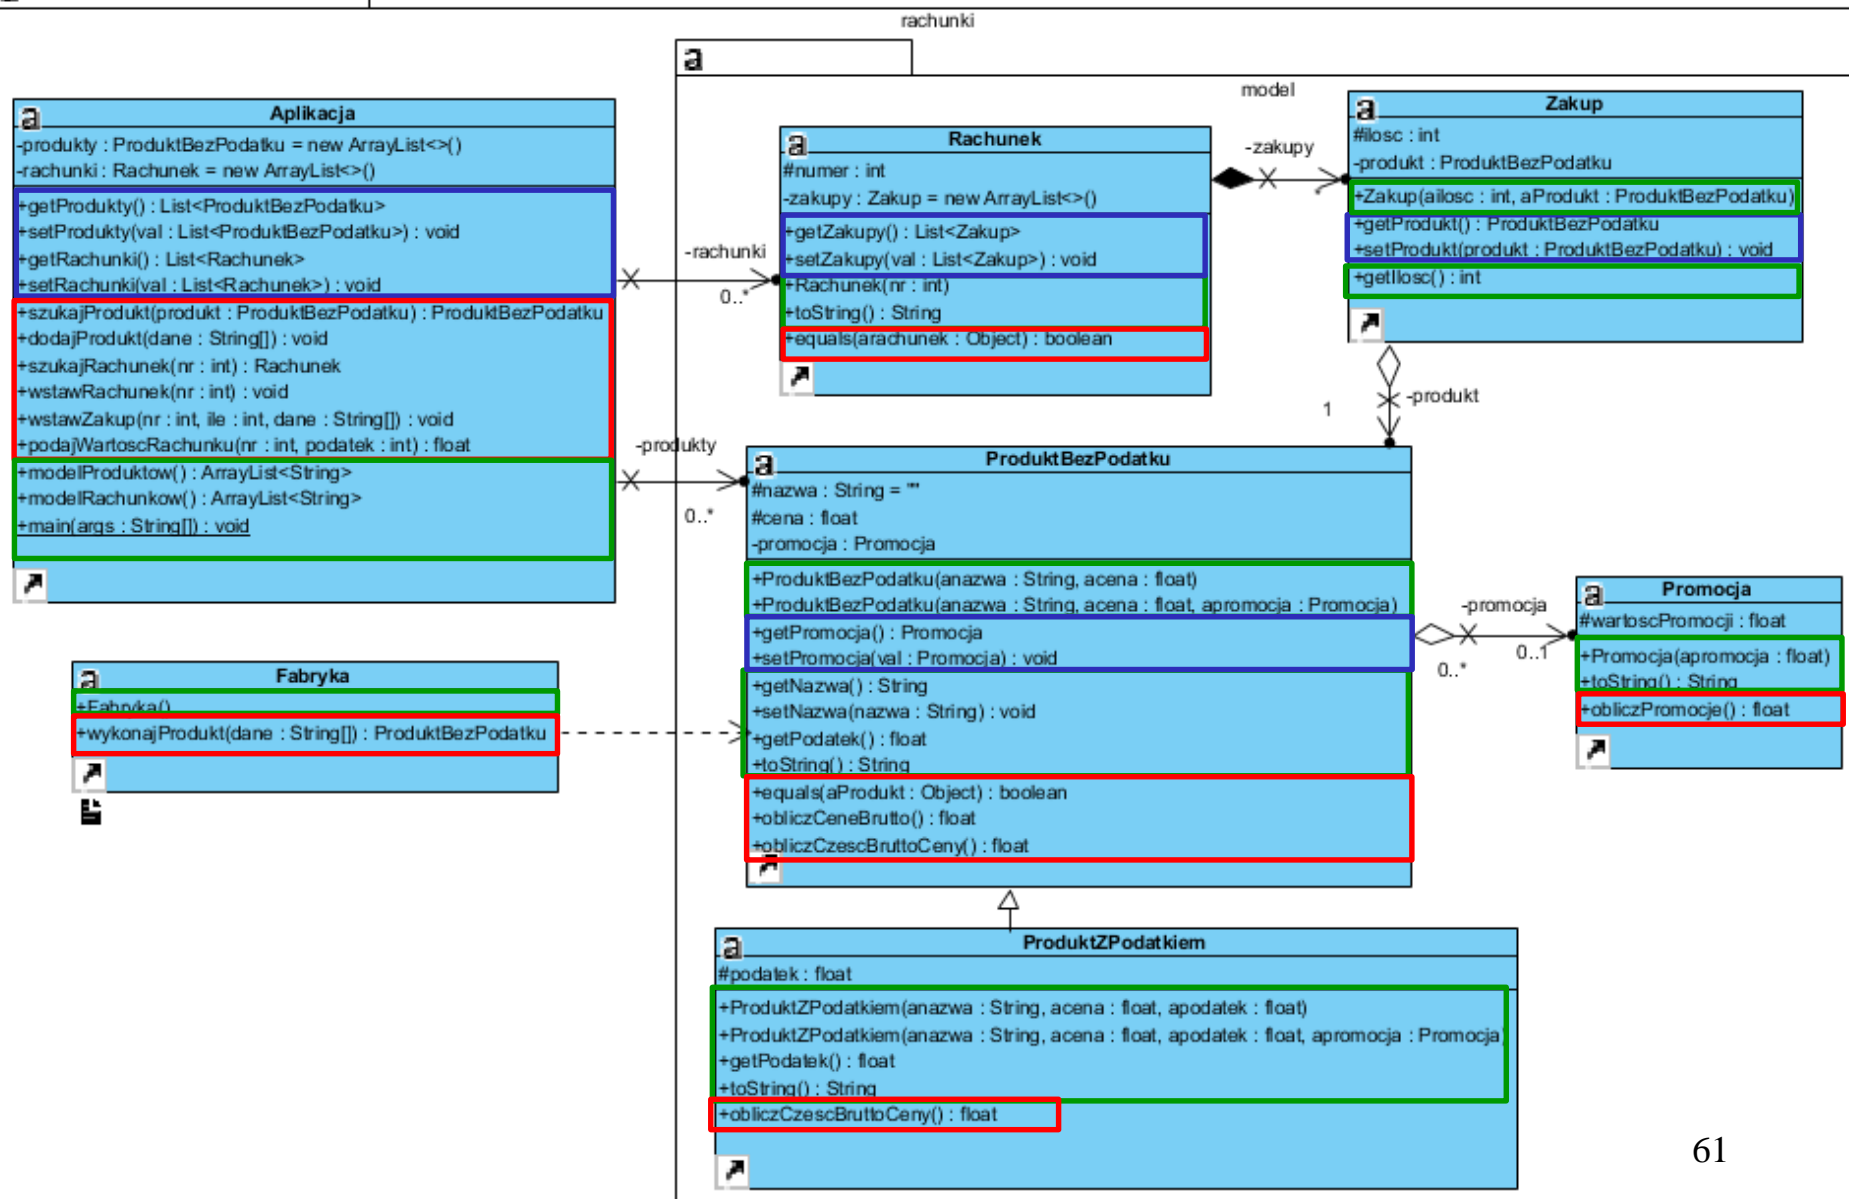 rachunki
model
Aplikacja
-produkty : ProduktBezPodatku = new ArrayList<>()
-rachunki : Rachunek = new ArrayList<>()
+getProdukty() : List<ProduktBezPodatku>
+setProdukty(val : List<ProduktBezPodatku>) : void
+getRachunki() : List<Rachunek>
+setRachunki(val : List<Rachunek>) : void
+szukajProdukt(produkt : ProduktBezPodatku) : ProduktBezPodatku
+dodajProdukt(dane : String[]) : void
+szukajRachunek(nr : int) : Rachunek
+wstawRachunek(nr : int) : void
+wstawZakup(nr : int, ile : int, dane : String[]) : void
+podajWartoscRachunku(nr : int, podatek : int) : float
+modelProduktow() : ArrayList<String>
+modelRachunkow() : ArrayList<String>
+main(args : String[]) : void
-rachunki
0..*
-produkty
0..*
Rachunek
#numer : int
-zakupy : Zakup = new ArrayList<>()
+getZakupy() : List<Zakup>
+setZakupy(val : List<Zakup>) : void
+Rachunek(nr : int)
+toString() : String
+equals(arachunek : Object) : boolean
-zakupy
*
Zakup
#ilosc : int
-produkt : ProduktBezPodatku
+Zakup(ailosc : int, aProdukt : ProduktBezPodatku)
+getProdukt() : ProduktBezPodatku
+setProdukt(produkt : ProduktBezPodatku) : void
+getIlosc() : int
-produkt
1
ProduktBezPodatku
#nazwa : String = ""
#cena : float
-promocja : Promocja
+ProduktBezPodatku(anazwa : String, acena : float)
+ProduktBezPodatku(anazwa : String, acena : float, apromocja : Promocja)
+getPromocja() : Promocja
+setPromocja(val : Promocja) : void
+getNazwa() : String
+setNazwa(nazwa : String) : void
+getPodatek() : float
+toString() : String
+equals(aProdukt : Object) : boolean
+obliczCeneBrutto() : float
+obliczCzescBruttoCeny() : float
-promocja
0..*
0..1
Promocja
#wartoscPromocji : float
+Promocja(apromocja : float)
+toString() : String
+obliczPromocje() : float
Fabryka
+Fabryka()
+wykonajProdukt(dane : String[]) : ProduktBezPodatku
ProduktZPodatkiem
#podatek : float
+ProduktZPodatkiem(anazwa : String, acena : float, apodatek : float)
+ProduktZPodatkiem(anazwa : String, acena : float, apodatek : float, apromocja : Promocja)
+getPodatek() : float
+toString() : String
+obliczCzescBruttoCeny() : float
61